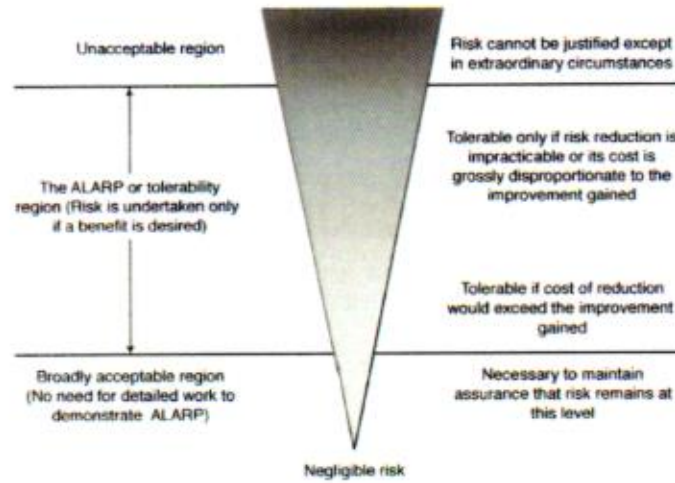 Unacceptable region
Risk cannot be justified except
in extraordinary circumstances
The ALARP or tolerability
region (Risk is undertaken only
if a benefit is desired)
Tolerable only if risk reduction is
impracticable or its cost is
grossly disproportionate to the
improvement gained
Tolerable if cost of reduction
would exceed the improvement
gained
Broadly acceptable region
(No need for detailed work to
demonstrate ALARP)
Necessary to maintain
assurance that risk remains at
this level
Negligible risk